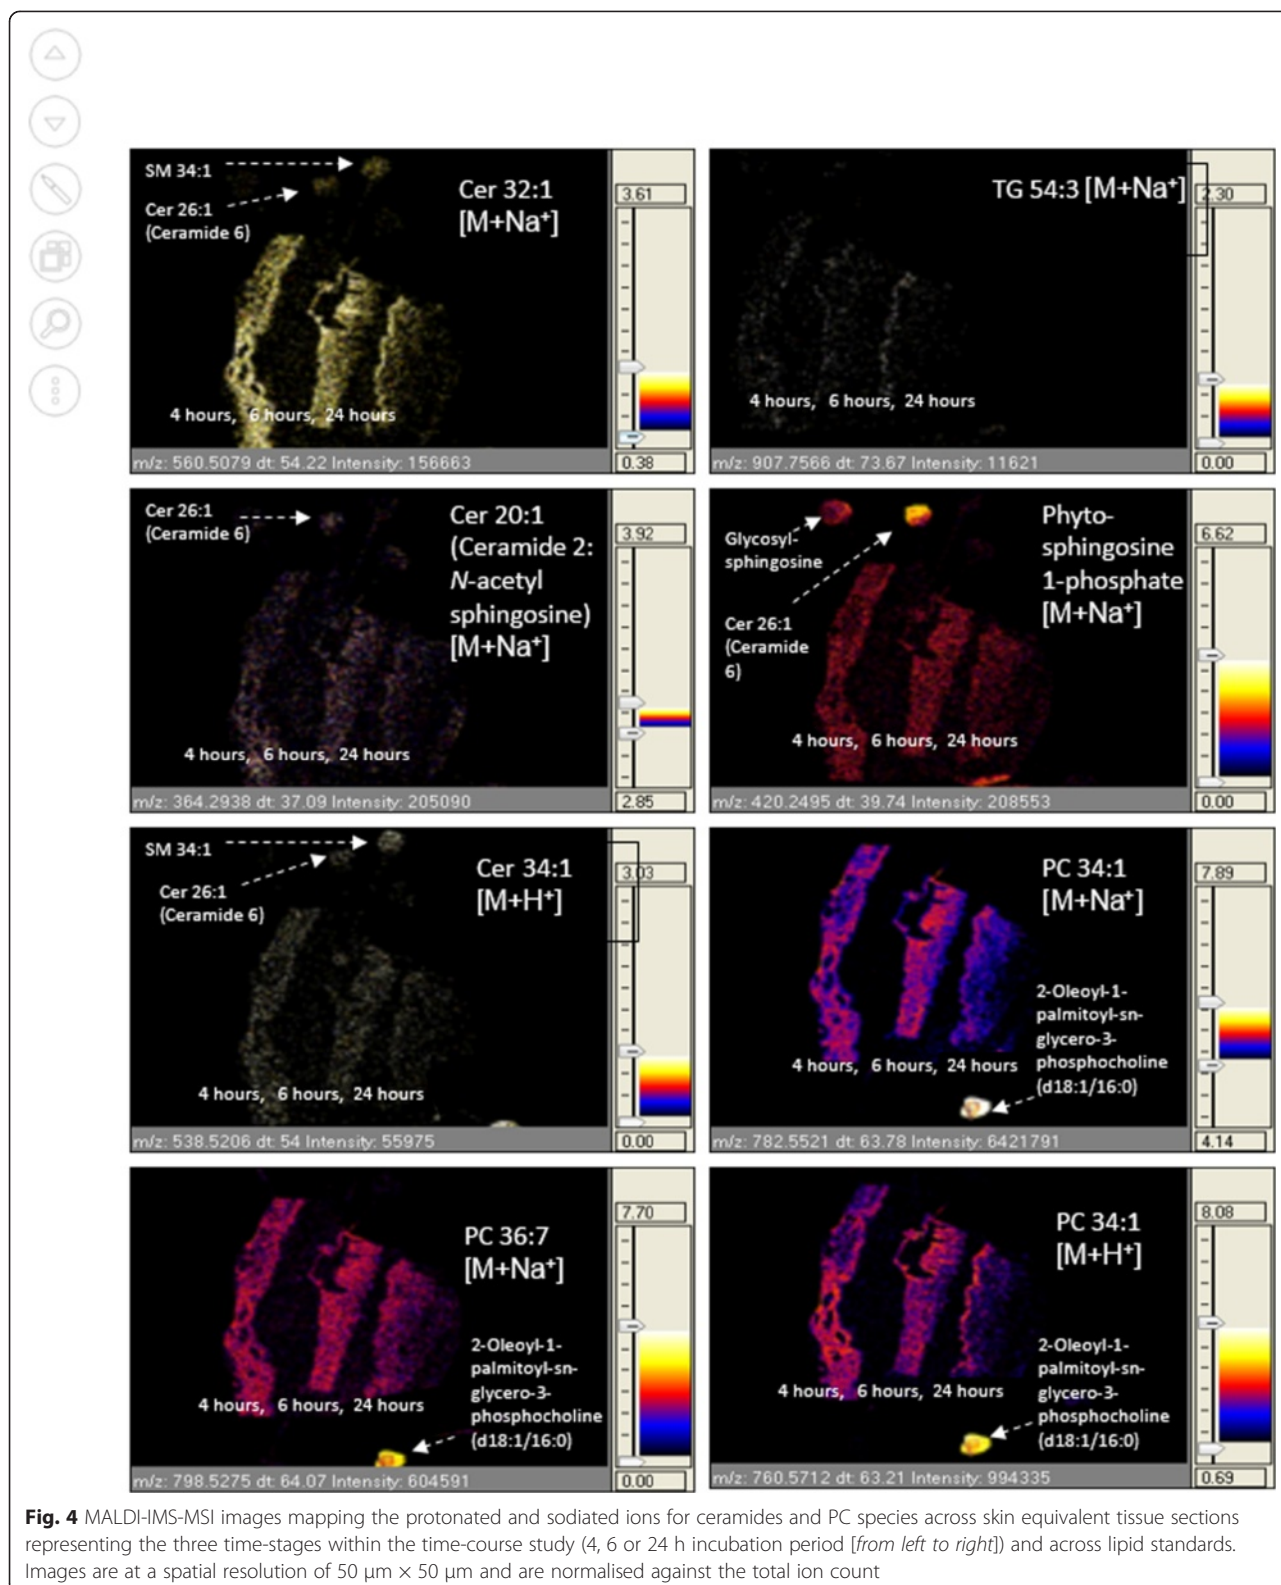 SM 34:1
Cer 26:1
(Ceramide 6)
Cer 32:1
[M+Na⁺]
4 hours, 6 hours, 24 hours
3.61
0.38
m/z: 560.5079 dt: 54.22 Intensity: 156663
TG 54:3 [M+Na⁺]
4 hours, 6 hours, 24 hours
2.30
0.00
m/z: 907.7566 dt: 73.67 Intensity: 11621
Cer 26:1
(Ceramide 6)
Cer 20:1
(Ceramide 2:
N-acetyl
sphingosine)
[M+Na⁺]
4 hours, 6 hours, 24 hours
3.92
2.85
m/z: 364.2938 dt: 37.09 Intensity: 205090
Glycosyl-
sphingosine
Cer 26:1
(Ceramide
6)
Phyto-
sphingosine
1-phosphate
[M+Na⁺]
4 hours, 6 hours, 24 hours
6.62
0.00
m/z: 420.2495 dt: 39.74 Intensity: 208553
SM 34:1
Cer 26:1
(Ceramide 6)
Cer 34:1
[M+H⁺]
4 hours, 6 hours, 24 hours
3.03
0.00
m/z: 538.5206 dt: 54 Intensity: 55975
PC 34:1
[M+Na⁺]
2-Oleoyl-1-
palmitoyl-sn-
glycero-3-
phosphocholine
(d18:1/16:0)
4 hours, 6 hours, 24 hours
7.89
4.14
m/z: 782.5521 dt: 63.78 Intensity: 6421791
PC 36:7
[M+Na⁺]
2-Oleoyl-1-
palmitoyl-sn-
glycero-3-
phosphocholine
(d18:1/16:0)
4 hours, 6 hours, 24 hours
7.70
0.00
m/z: 798.5275 dt: 64.07 Intensity: 604591
PC 34:1
[M+H⁺]
2-Oleoyl-1-
palmitoyl-sn-
glycero-3-
phosphocholine
(d18:1/16:0)
4 hours, 6 hours, 24 hours
8.08
0.69
m/z: 760.5712 dt: 63.21 Intensity: 994335
Fig. 4 MALDI-IMS-MSI images mapping the protonated and sodiated ions for ceramides and PC species across skin equivalent tissue sections
representing the three time-stages within the time-course study (4, 6 or 24 h incubation period [from left to right]) and across lipid standards.
Images are at a spatial resolution of 50 μm × 50 μm and are normalised against the total ion count